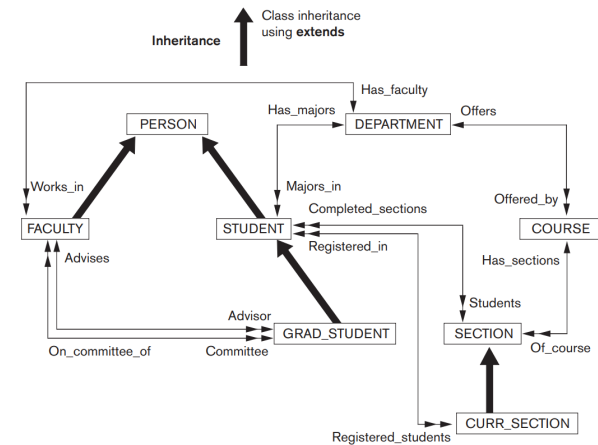 Class inheritance
using extends
Inheritance
Has_faculty
Has_majors
Offers
PERSON
DEPARTMENT
Works_in
Majors_in
Completed_sections
Offered_by
FACULTY
STUDENT
COURSE
Advises
Registered_in
Has_sections
Students
Advisor
GRAD_STUDENT
SECTION
On_committee_of
Committee
Of_course
CURR_SECTION
Registered_students